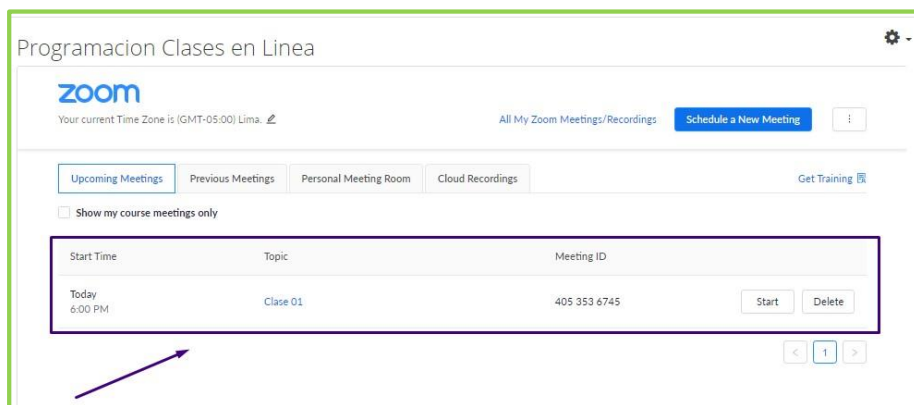 Programacion Clases en Linea
zoom
Your current Time Zone is (GMT-05:00) Lima.
All My Zoom Meetings/Recordings
Schedule a New Meeting
Upcoming Meetings
Previous Meetings
Personal Meeting Room
Cloud Recordings
Get Training
Show my course meetings only
Start Time
Topic
Meeting ID
Today
6:00 PM
Clase 01
405 353 6745
Start
Delete
< 1 >